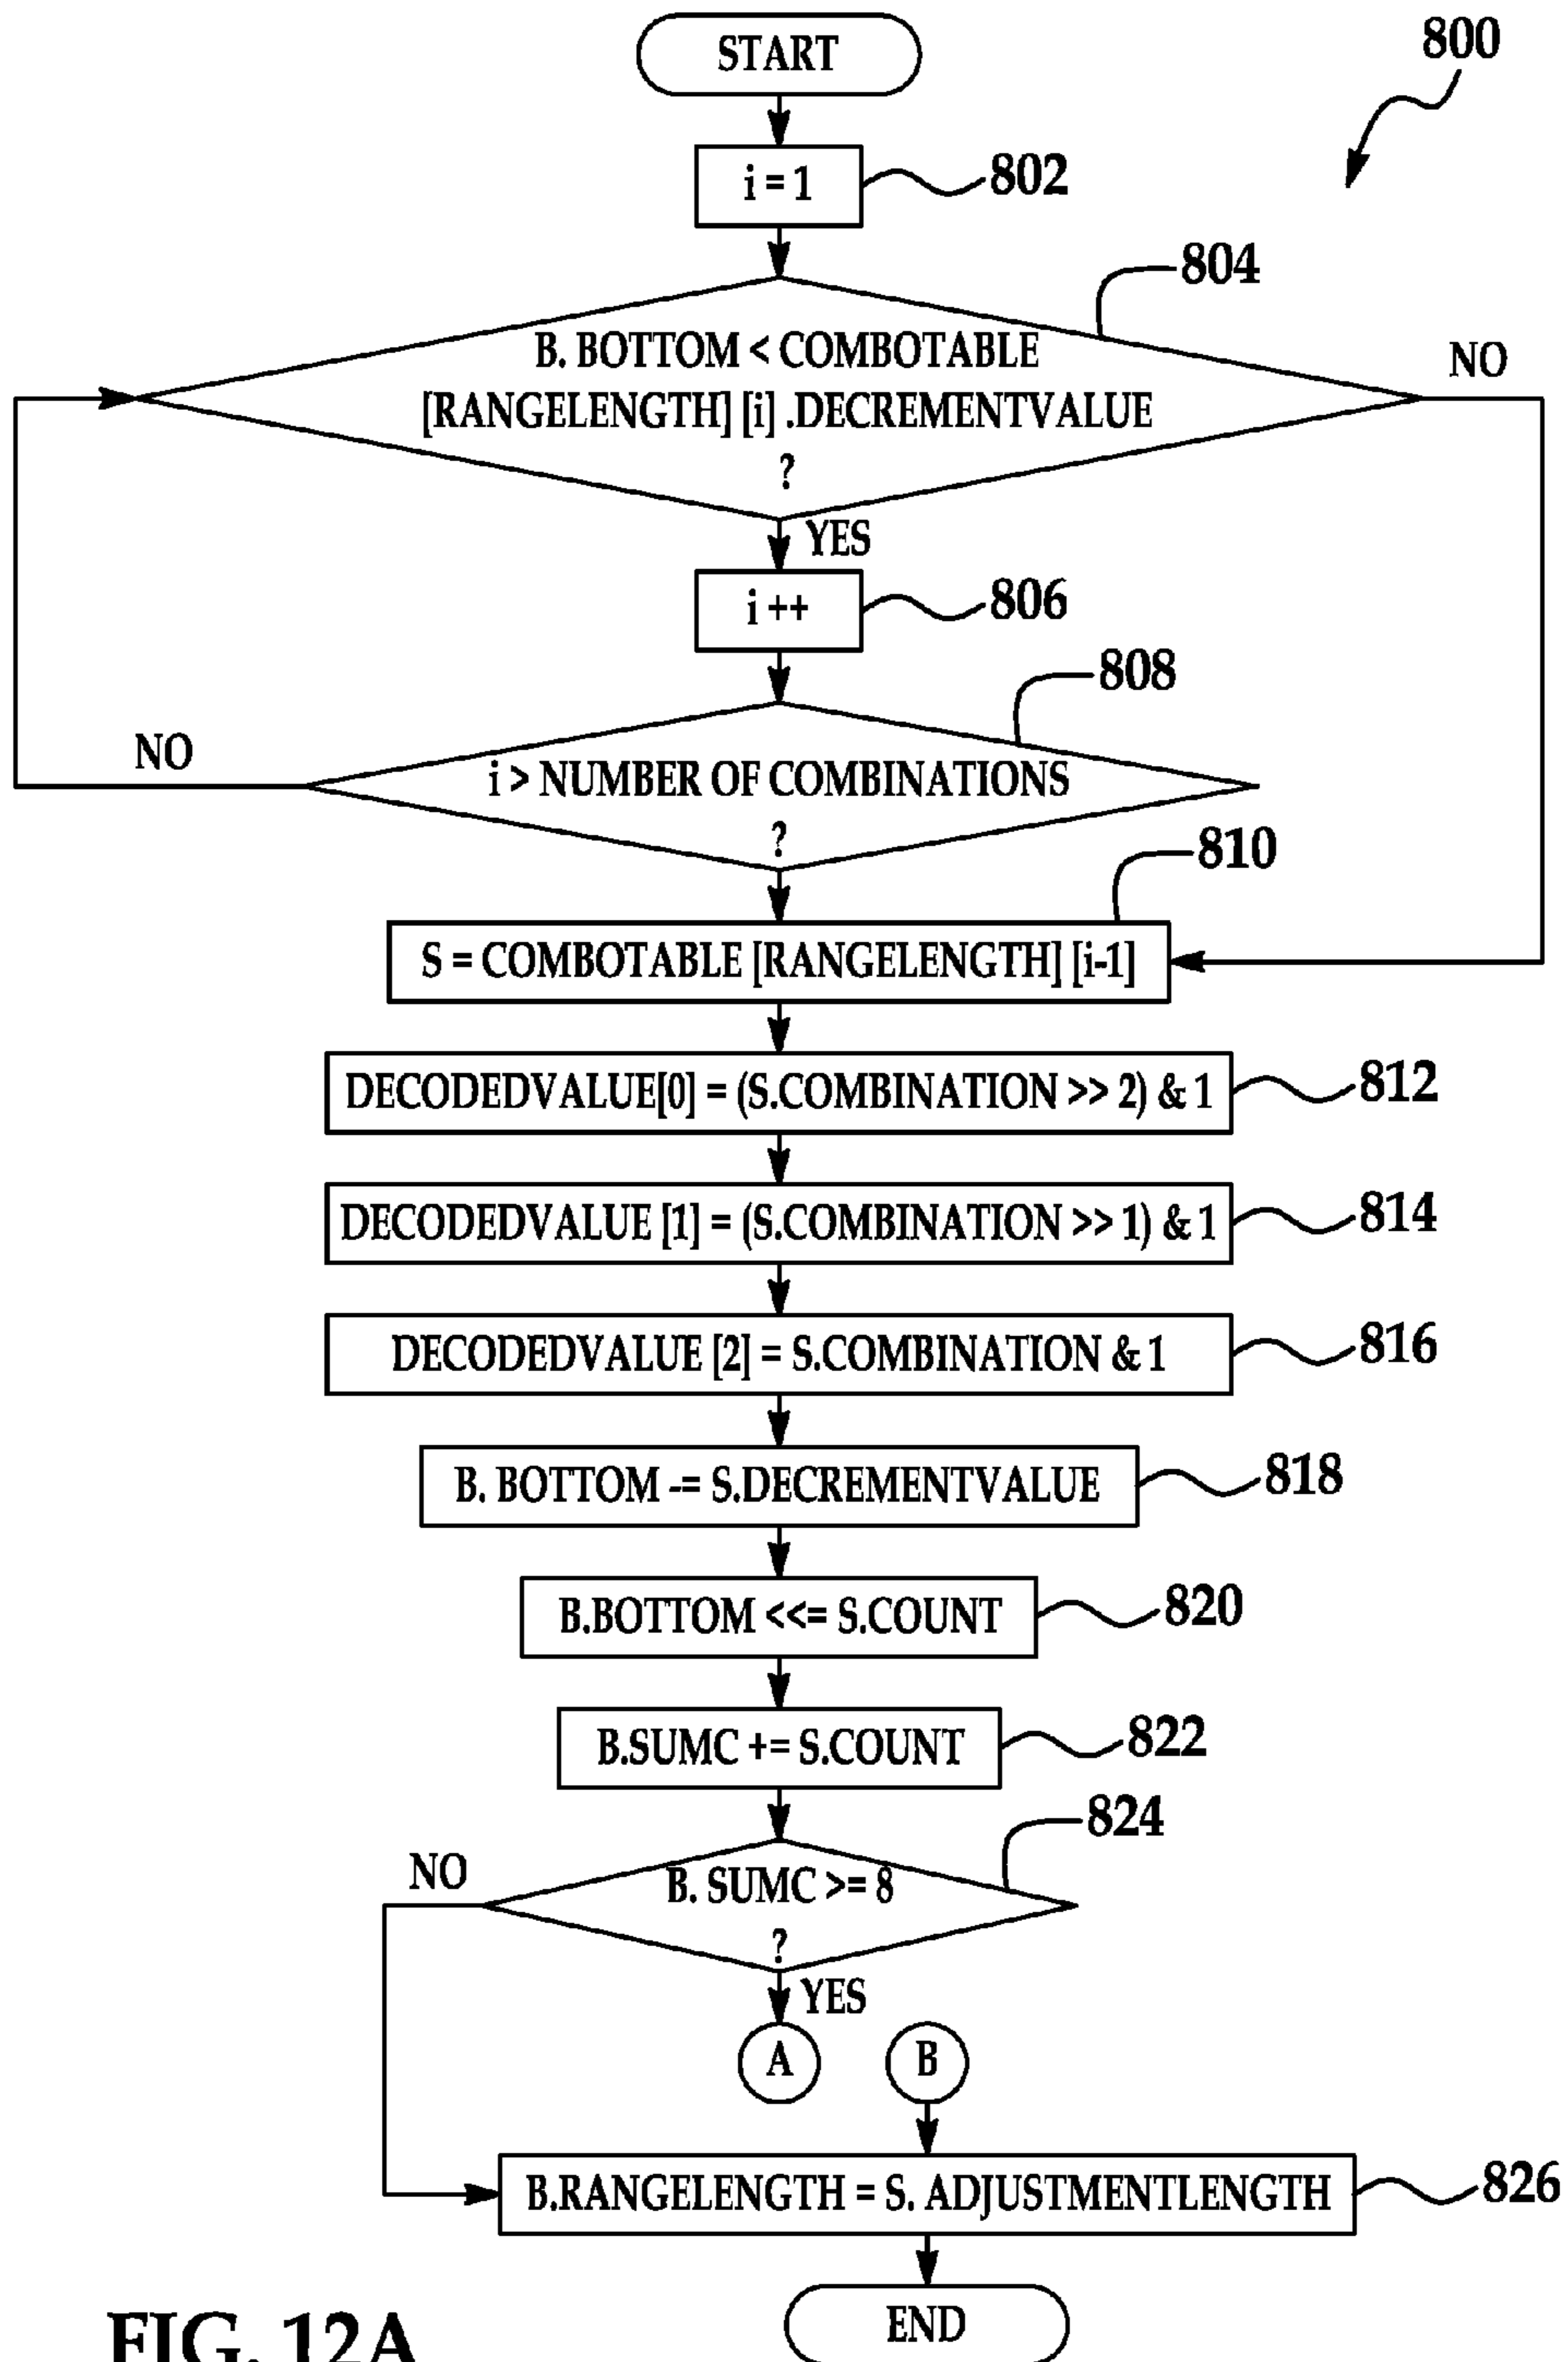 START
800
i = 1
802
804
B. BOTTOM < COMBOTABLE
[RANGELENGTH] [i] .DECREMENTVALUE
?
NO
YES
i ++
806
808
NO
i > NUMBER OF COMBINATIONS
?
810
S = COMBOTABLE [RANGELENGTH] [i-1]
DECODEDVALUE[0] = (S.COMBINATION >> 2) & 1
812
DECODEDVALUE [1] = (S.COMBINATION >> 1) & 1
814
DECODEDVALUE [2] = S.COMBINATION & 1
816
B. BOTTOM -= S.DECREMENTVALUE
818
B.BOTTOM <<= S.COUNT
820
B.SUMC += S.COUNT
822
824
NO
B. SUMC >= 8
?
YES
A
B
B.RANGELENGTH = S. ADJUSTMENTLENGTH
826
END
FIG. 12A